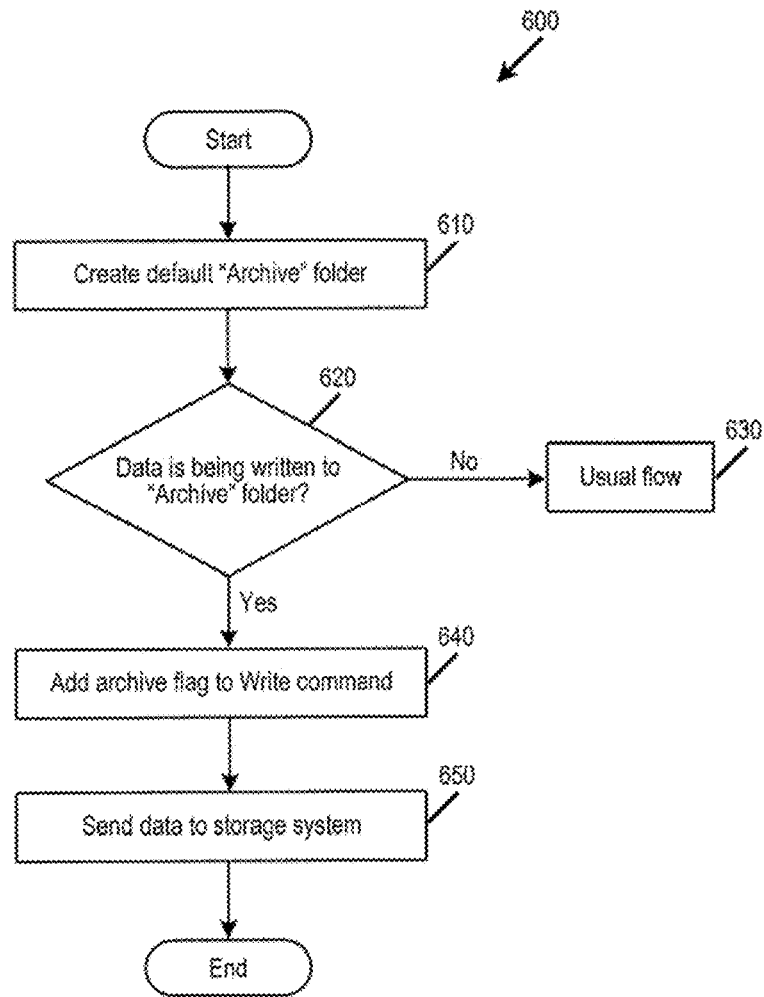 600
Start
610
Create default "Archive" folder
620
Data is being written to
"Archive" folder?
No
630
Usual flow
Yes
640
Add archive flag to Write command
650
Send data to storage system
End